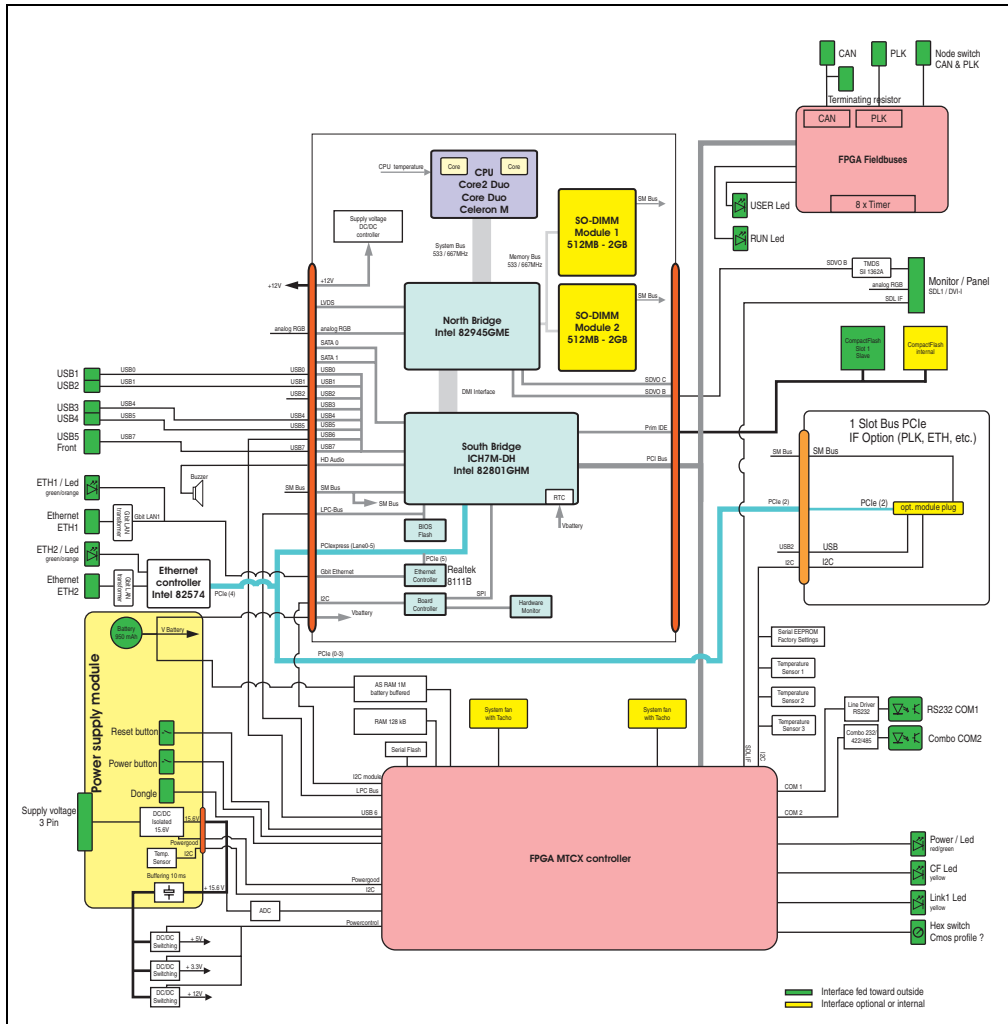 CAN
PLK
Node switch
CAN & PLK
Terminating resistor
CAN
PLK
FPGA Fieldbuses
8 x Timer
USER Led
RUN Led
CPU temperature
Core
Core
CPU
Core2 Duo
Core Duo
Celeron M
Supply voltage
DC/DC
controller
System Bus
533 / 667MHz
Memory Bus
533 / 667MHz
SO-DIMM
Module 1
512MB - 2GB
SM Bus
SO-DIMM
Module 2
512MB - 2GB
SM Bus
SDVO B
TMDS
SII 1362A
analog RGB
SDL IF
Monitor / Panel
SDL1 / DVI-I
+12V
+12V
LVDS
analog RGB
analog RGB
SATA 0
SATA 1
North Bridge
Intel 82945GME
CompactFlash
Slot 1
Slave
CompactFlash
internal
USB1
USB2
USB0
USB1
USB0
USB1
USB2
USB0
USB1
USB2
USB3
USB4
USB5
USB6
USB7
USB3
USB4
USB4
USB5
USB4
USB5
USB5
Front
USB7
USB7
DMI Interface
SDVO C
SDVO B
Prim IDE
PCI Bus
HD Audio
South Bridge
ICH7M-DH
Intel 82801GHM
RTC
Vbattery
Buzzer
SM Bus
SM Bus
SM Bus
LPC-Bus
BIOS
Flash
1 Slot Bus PCIe
IF Option (PLK, ETH, etc.)
SM Bus
SM Bus
PCIe (2)
PCIe (2)
opt. module plug
USB2
USB
I2C
I2C
ETH1 / Led
green/orange
Ethernet
ETH1
Gbit LAN
transformer
Gbit LAN1
ETH2 / Led
green/orange
Ethernet
ETH2
Gbit LAN
transformer
Ethernet
controller
Intel 82574
PCIe (4)
PCIexpress (Lane0-5)
PCIe (5)
Gbit Ethernet
Ethernet
Controller
Realtek
8111B
SPI
I2C
Board
Controller
Hardware
Monitor
Vbattery
PCIe (0-3)
Battery
950 mAh
V Battery
Power supply module
Reset button
Power button
Dongle
Supply voltage
3 Pin
DC/DC
Isolated
15.6V
15.6V
Powergood
Temp.
Sensor
I2C
Buffering 10 ms
+ 15.6 V
DC/DC
Switching
+ 5V
DC/DC
Switching
+ 3.3V
DC/DC
Switching
+ 12V
AS RAM 1M
battery buffered
RAM 128 kB
Serial Flash
System fan
with Tacho
System fan
with Tacho
Serial EEPROM
Factory Settings
Temperature
Sensor 1
Temperature
Sensor 2
Temperature
Sensor 3
SDL IF
I2C
Line Driver
RS232
RS232 COM1
Combo 232/
422/485
Combo COM2
I2C module
LPC Bus
USB 6
COM 1
COM 2
FPGA MTCX controller
Powergood
I2C
ADC
Powercontrol
Power / Led
red/green
CF Led
yellow
Link1 Led
yellow
Hex switch
Cmos profile ?
Interface fed toward outside
Interface optional or internal